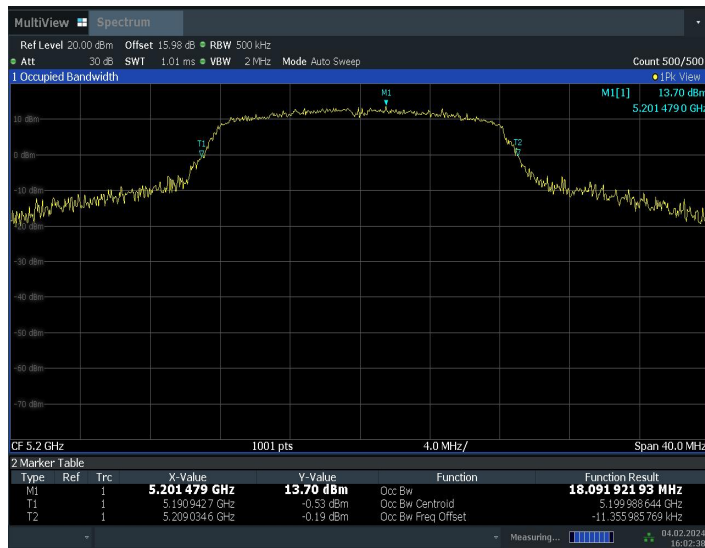 MultiView Spectrum
Ref Level 20.00 dBm Offset 15.98 dB RBW 500 kHz
Att 30 dB SWT 1.01 ms VBW 2 MHz Mode Auto Sweep Count 500/500
1 Occupied Bandwidth 1Pk View
M1[1] 13.70 dBm
5.201 479 0 GHz
M1
10 dBm
T1
T2
0 dBm
-10 dBm
-20 dBm
-30 dBm
-40 dBm
-50 dBm
-60 dBm
-70 dBm
CF 5.2 GHz 1001 pts 4.0 MHz/ Span 40.0 MHz
2 Marker Table
Type Ref Trc X-Value Y-Value Function Function Result
M1 1 5.201 479 GHz 13.70 dBm Occ Bw 18.091 921 93 MHz
T1 1 5.190 942 7 GHz -0.53 dBm Occ Bw Centroid 5.199 988 644 GHz
T2 1 5.209 034 6 GHz -0.19 dBm Occ Bw Freq Offset -11.355 985 769 kHz
Measuring... 04.02.2024
16:02:38